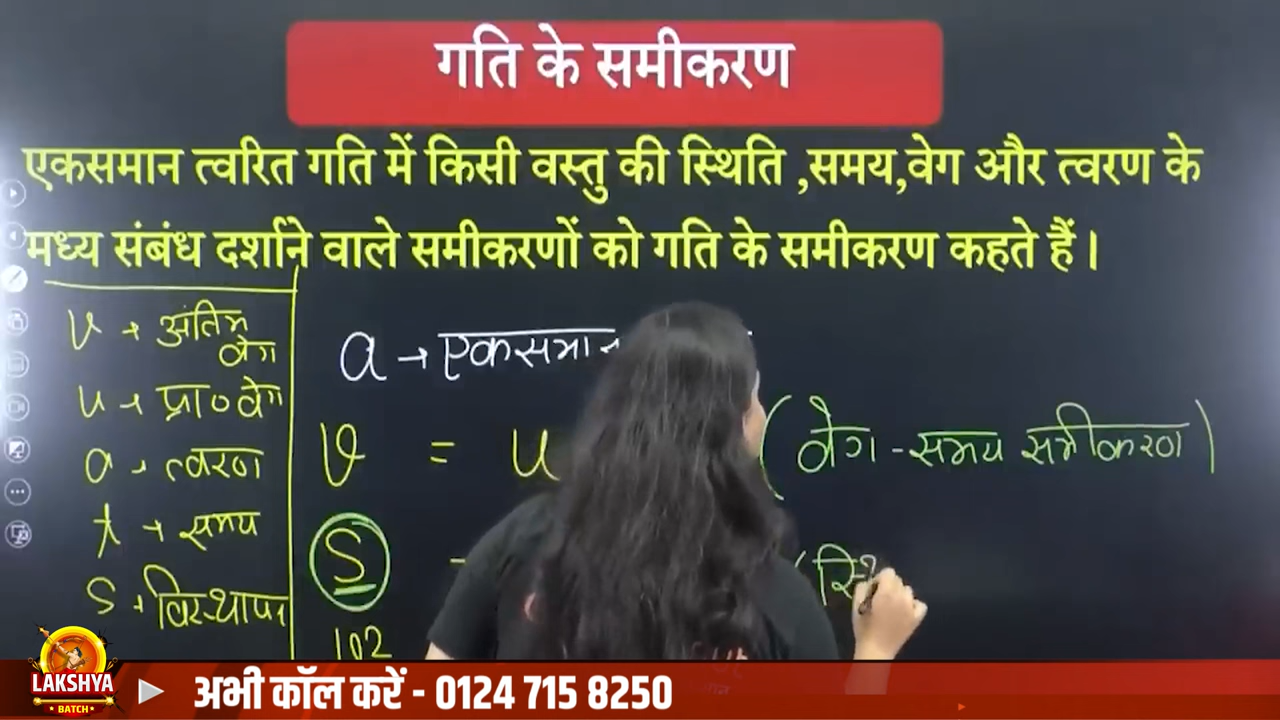 गति के समीकरण
एकसमान त्वरित गति में किसी वस्तु की स्थिति ,समय,वेग और त्वरण के
मध्य संबंध दर्शाने वाले समीकरणों को गति के समीकरण कहते हैं।
v → अंतिम
वेग
u → प्रा० वेग
a → त्वरण
t → समय
S → विस्थापन
a → एकसमान
v = u (वेग - समय समीकरण)
S
LAKSHYA
BATCH
अभी कॉल करें - 0124 715 8250